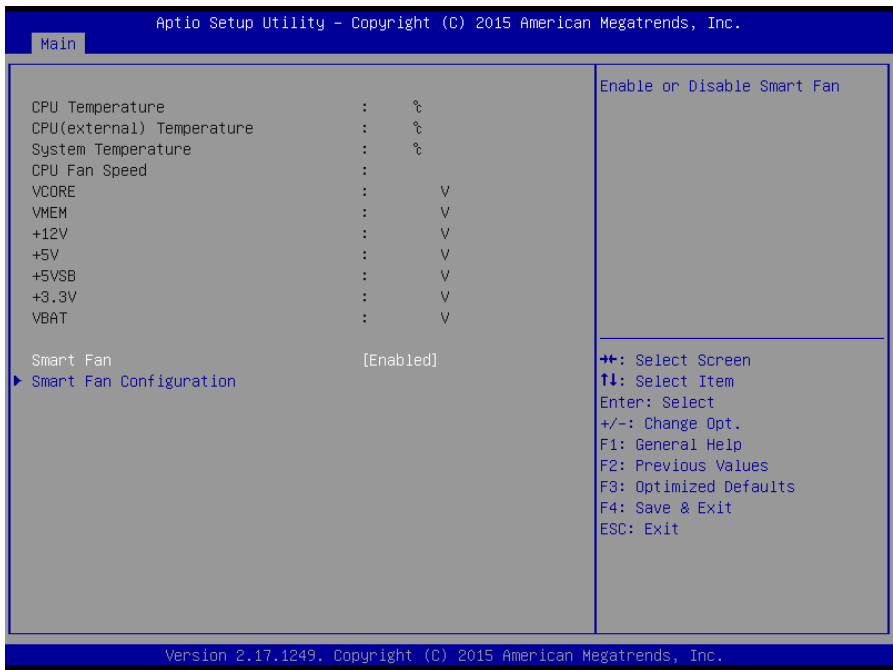 Aptio Setup Utility – Copyright (C) 2015 American Megatrends, Inc.
Main
CPU Temperature : ℃
CPU(external) Temperature : ℃
System Temperature : ℃
CPU Fan Speed :
VCORE : V
VMEM : V
+12V : V
+5V : V
+5VSB : V
+3.3V : V
VBAT : V
Smart Fan [Enabled]
▶ Smart Fan Configuration
Enable or Disable Smart Fan
→←: Select Screen
↑↓: Select Item
Enter: Select
+/-: Change Opt.
F1: General Help
F2: Previous Values
F3: Optimized Defaults
F4: Save & Exit
ESC: Exit
Version 2.17.1249. Copyright (C) 2015 American Megatrends, Inc.